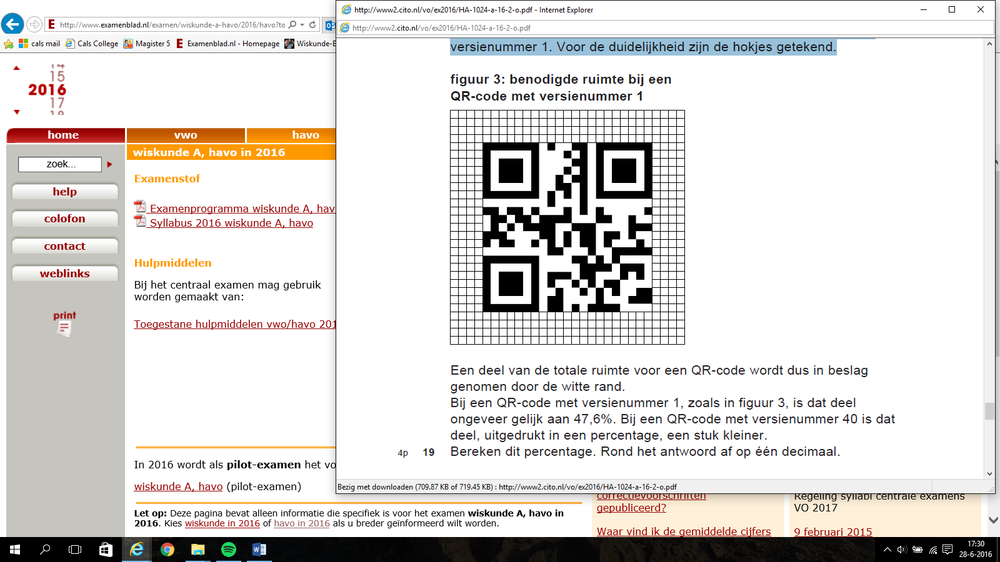 http://www2.cito.nl/vo/ex2016/HA-1024-a-16-2-o.pdf - Internet Explorer
http://www.examenblad.nl/examen/wiskunde-a-havo/2016/havo?to
http://www2.cito.nl/vo/ex2016/HA-1024-a-16-2-o.pdf
cals mail
Cals College
Magister 5
Examenblad.nl - Homepage
Wiskunde-E
15
2016
17
home
vwo
havo
wiskunde A, havo in 2016
zoek...
help
colofon
contact
weblinks
print
Examenstof
Examenprogramma wiskunde A, hav
Syllabus 2016 wiskunde A, havo
Hulpmiddelen
Bij het centraal examen mag gebruik
worden gemaakt van:
Toegestane hulpmiddelen vwo/havo 201
In 2016 wordt als pilot-examen het vo
wiskunde A, havo (pilot-examen)
Let op: Deze pagina bevat alleen informatie die specifiek is voor het examen wiskunde A, havo in
2016. Kies wiskunde in 2016 of havo in 2016 als u breder geïnformeerd wilt worden.
versienummer 1. Voor de duidelijkheid zijn de hokjes getekend.
figuur 3: benodigde ruimte bij een
QR-code met versienummer 1
Een deel van de totale ruimte voor een QR-code wordt dus in beslag
genomen door de witte rand.
Bij een QR-code met versienummer 1, zoals in figuur 3, is dat deel
ongeveer gelijk aan 47,6%. Bij een QR-code met versienummer 40 is dat
deel, uitgedrukt in een percentage, een stuk kleiner.
4p 19 Bereken dit percentage. Rond het antwoord af op één decimaal.
Bezig met downloaden (709.87 KB of 719.45 KB) : http://www2.cito.nl/vo/ex2016/HA-1024-a-16-2-o.pdf
correctievoorschriften
gepubliceerd?
Waar vind ik de gemiddelde cijfers
Regeling syllabi centrale examens
VO 2017
9 februari 2015
17:30
28-6-2016